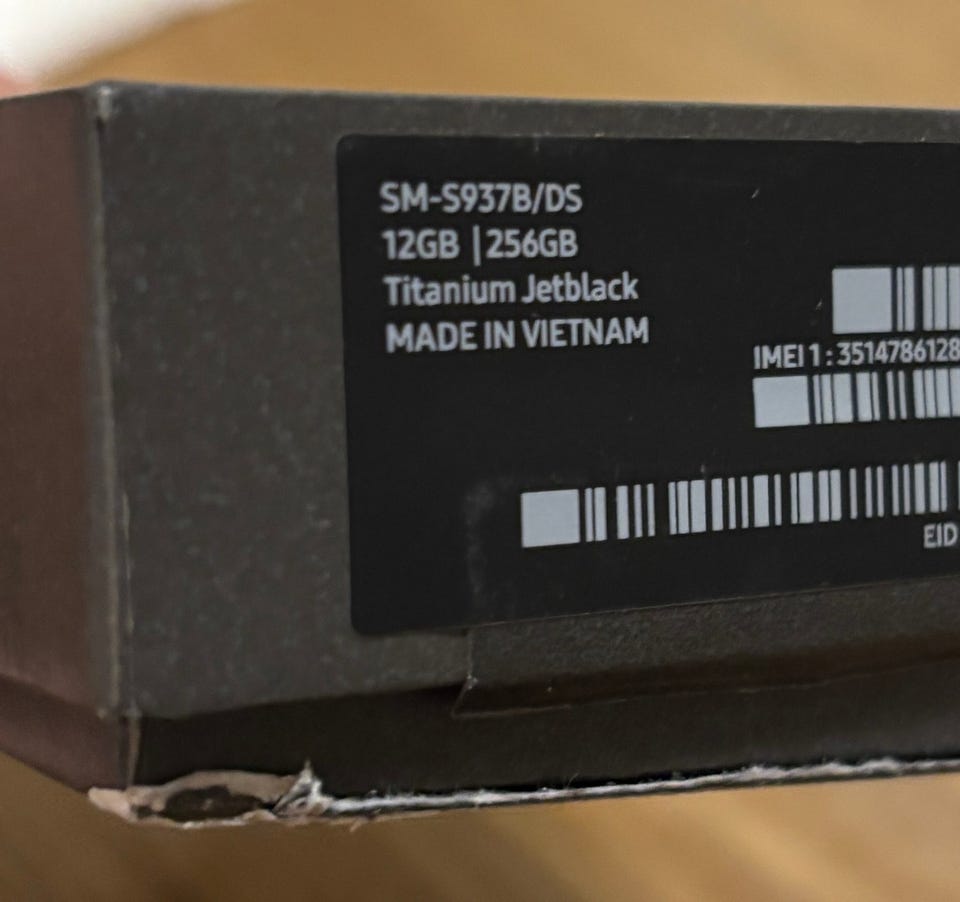 SM-S937B/DS
12GB | 256GB
Titanium Jetblack
MADE IN VIETNAM
IMEI 1 : 3514786128
EID